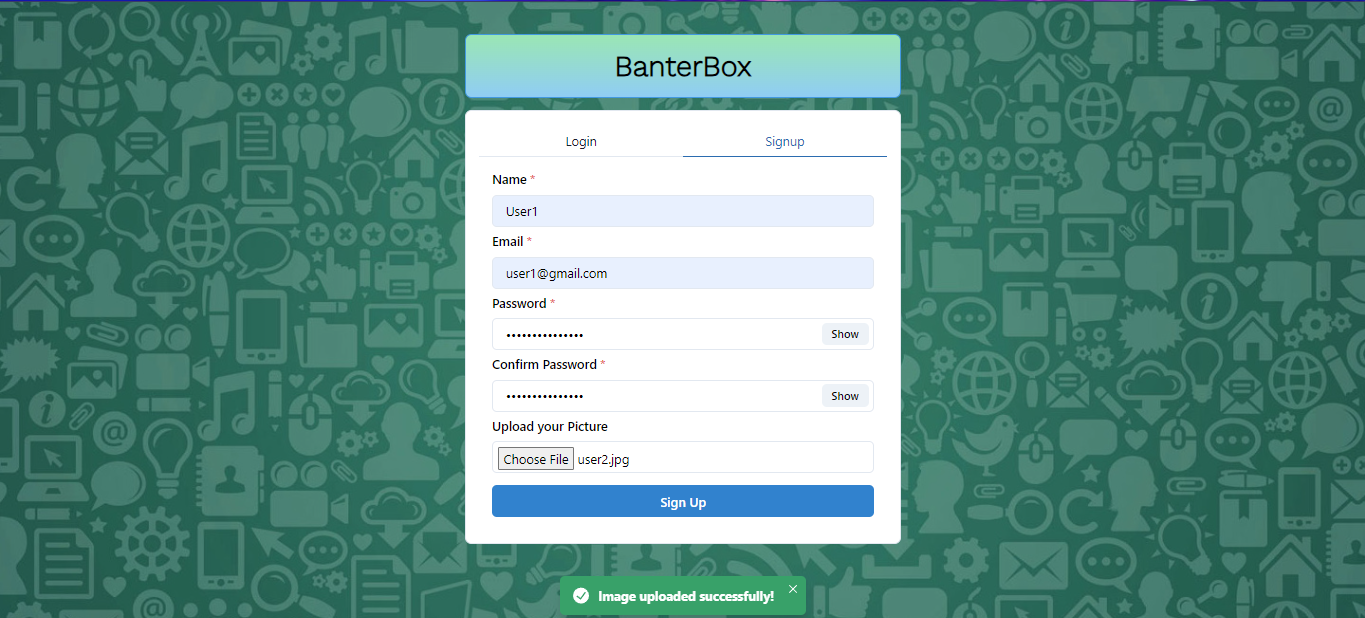 BanterBox
Login Signup
Name *
User1
Email *
user1@gmail.com
Password *
••••••••••••••• Show
Confirm Password *
••••••••••••••• Show
Upload your Picture
Choose File user2.jpg
Sign Up
Image uploaded successfully!